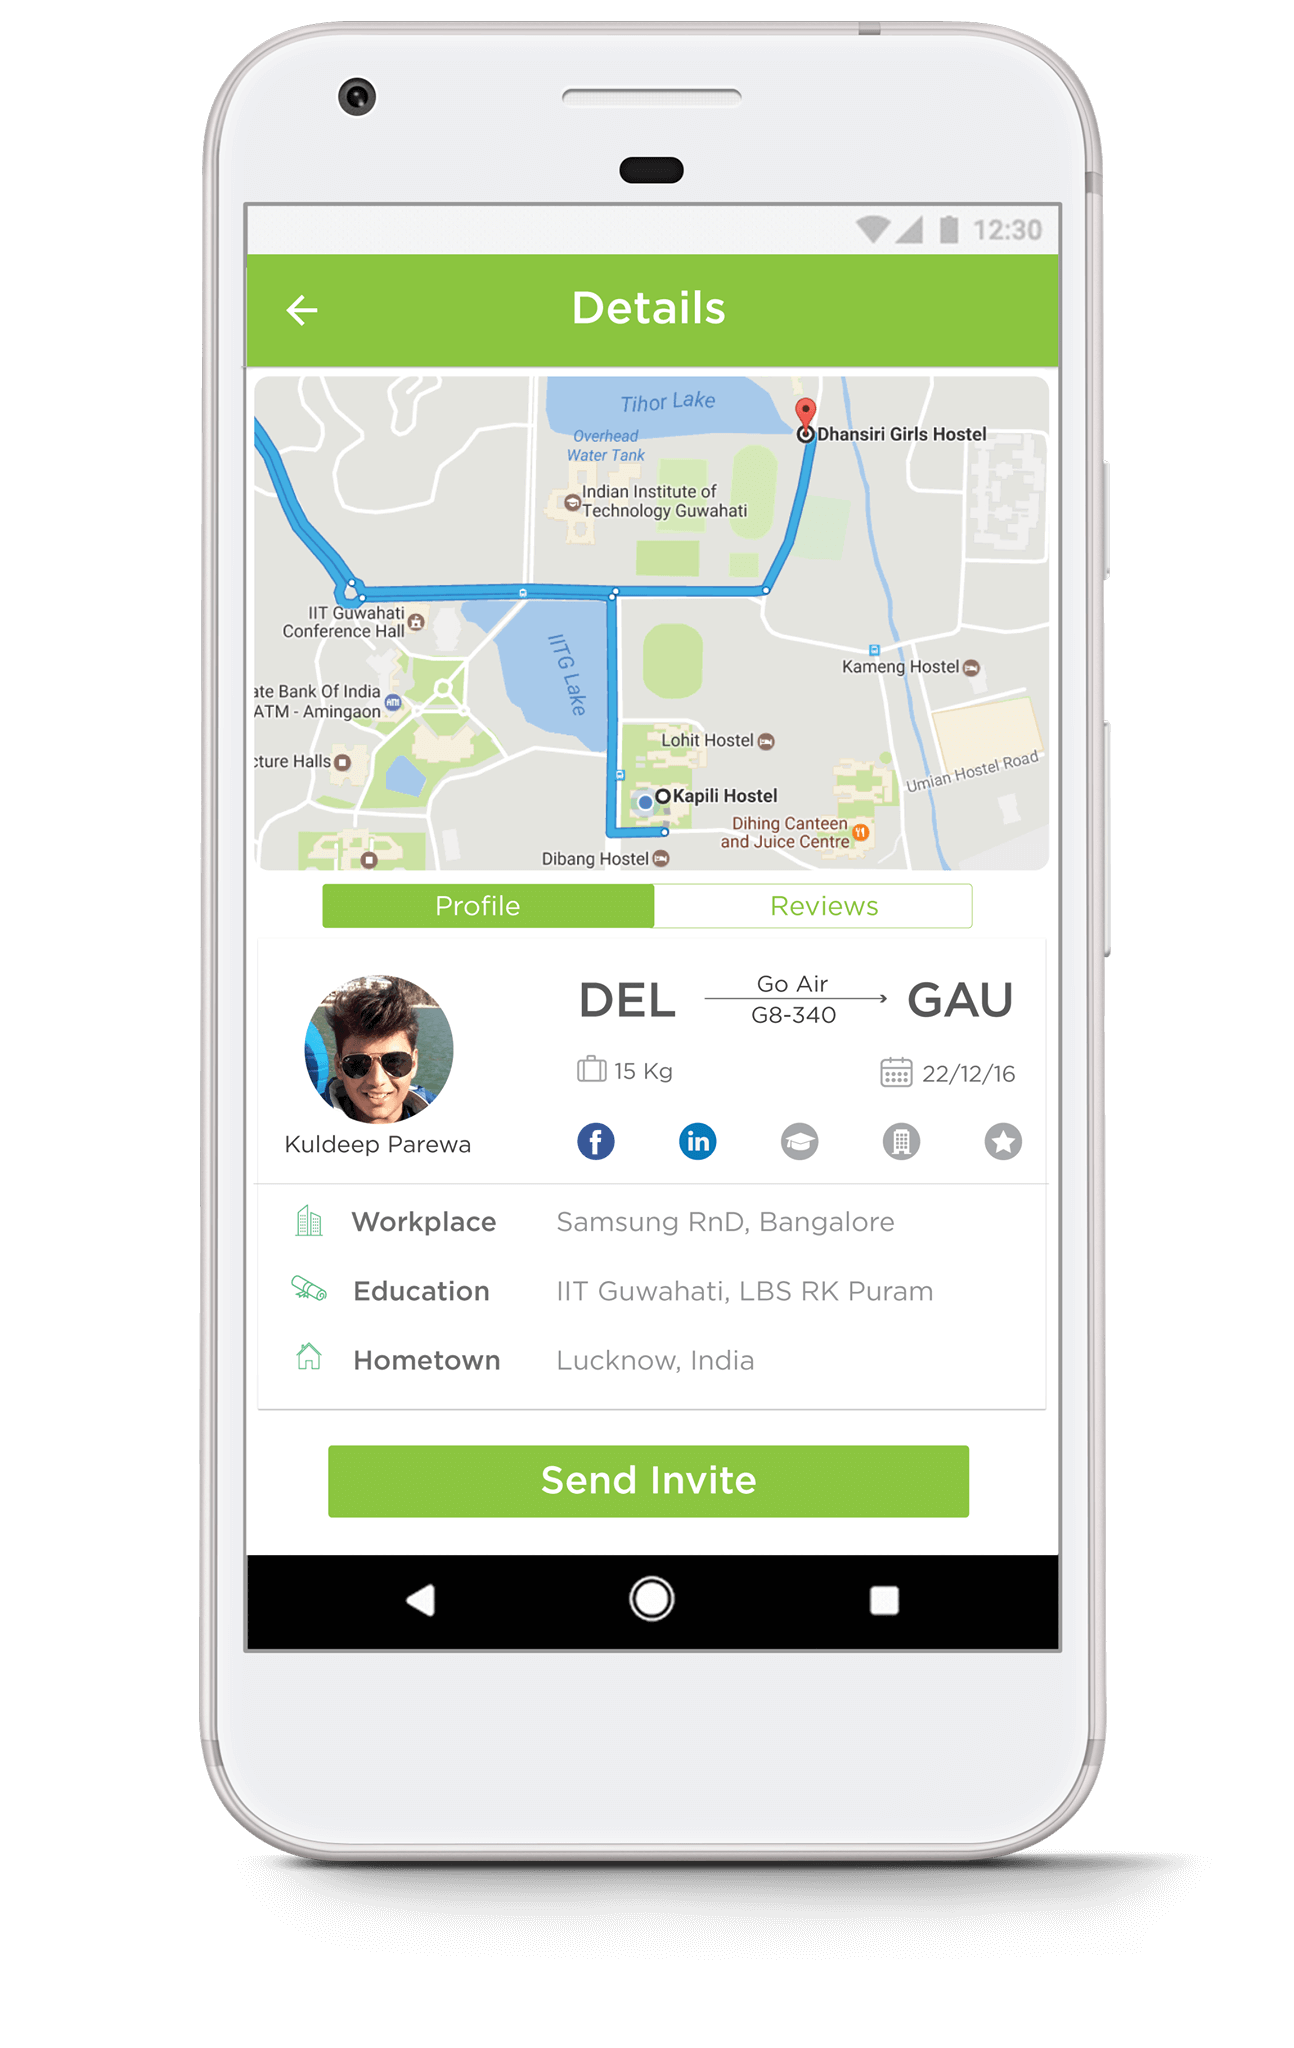 12:30
Details
Tihor Lake
Overhead
Water Tank
Dhansiri Girls Hostel
Indian Institute of
Technology Guwahati
IIT Guwahati
Conference Hall
IITG Lake
Kameng Hostel
ate Bank Of India
ATM - Amingaon
ATM
Lohit Hostel
cture Halls
Umian Hostel Road
Kapili Hostel
Dihing Canteen
and Juice Centre
Dibang Hostel
Profile
Reviews
DEL
Go Air
G8-340
GAU
15 Kg
22/12/16
Kuldeep Parewa
f
in
Workplace
Samsung RnD, Bangalore
Education
IIT Guwahati, LBS RK Puram
Hometown
Lucknow, India
Send Invite